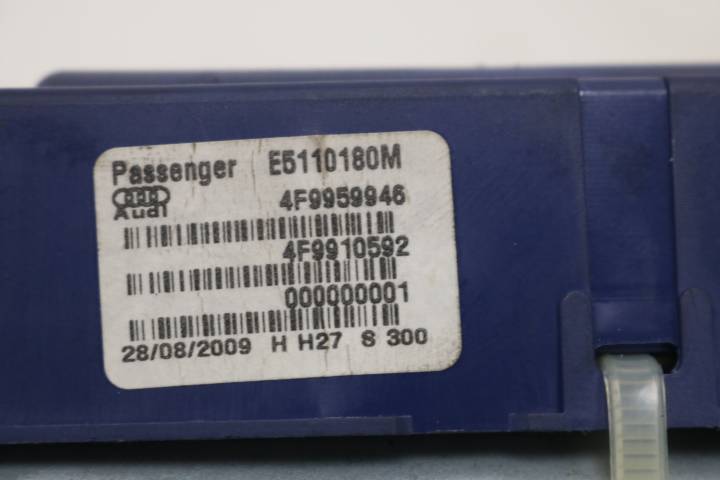 Passenger E5110180M
Audi 4F9959946
4F9910592
000000001
28/08/2009 H H27 S 300